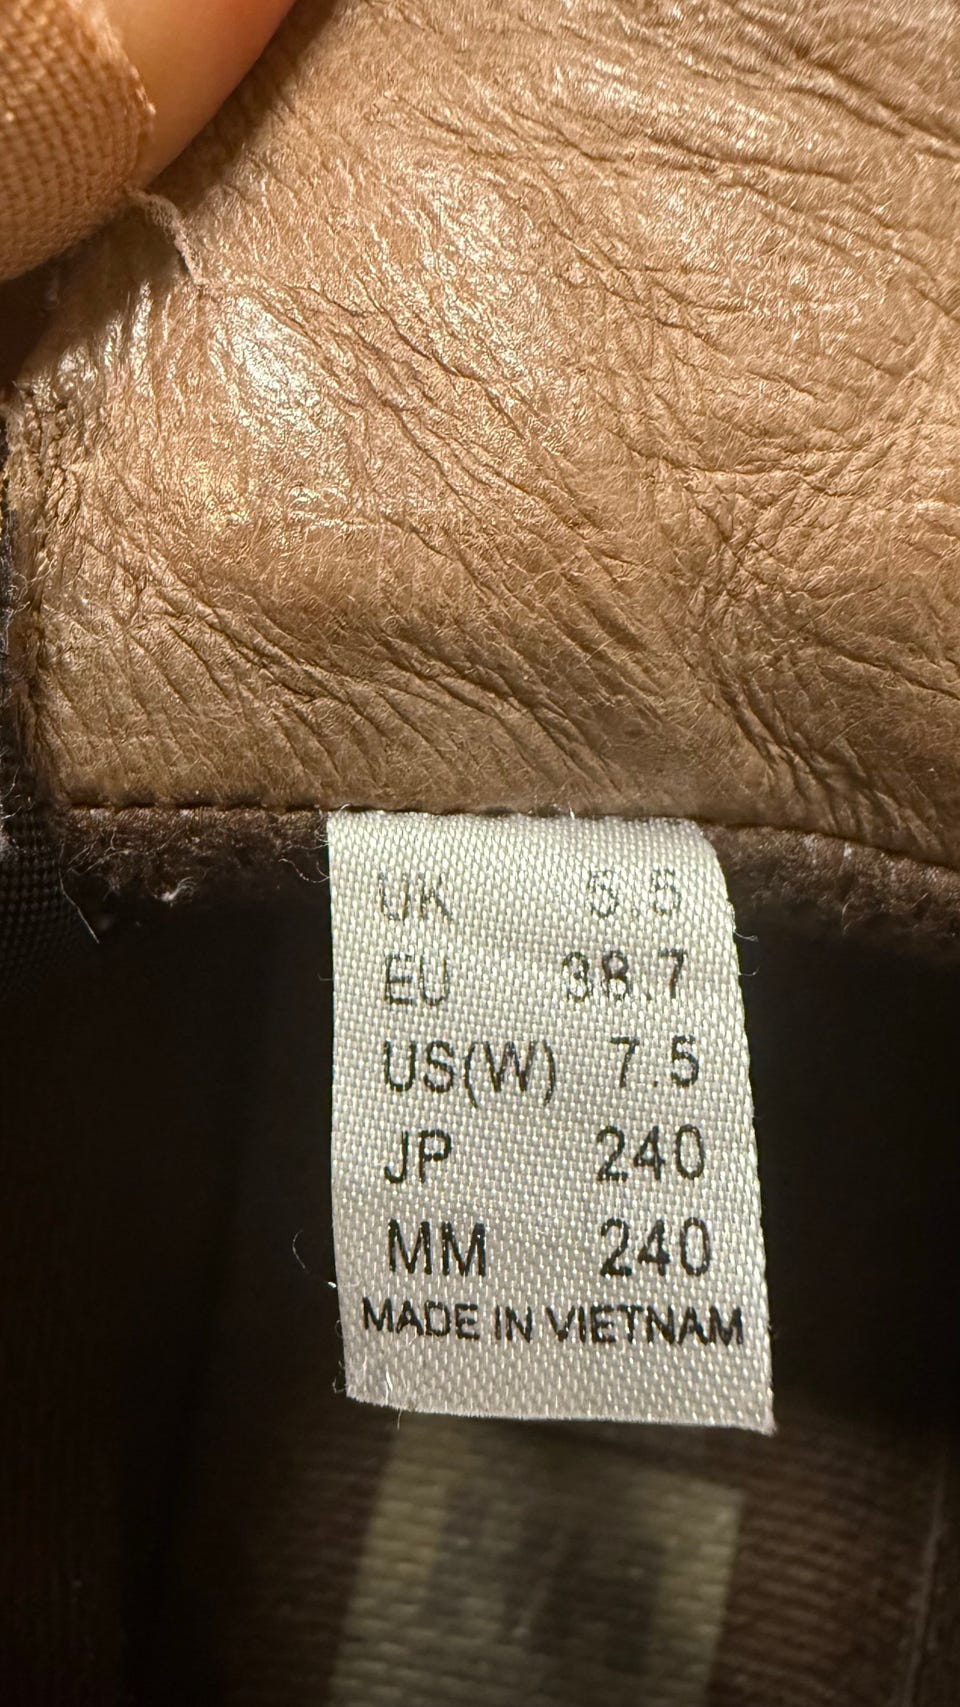 UK 5.5
EU 38.7
US(W) 7.5
JP 240
MM 240
MADE IN VIETNAM